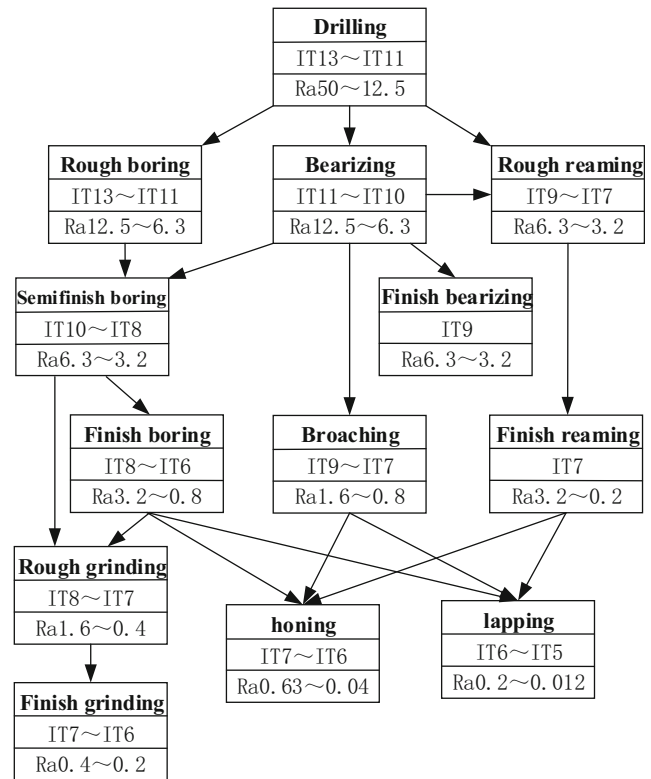 Drilling
IT13～IT11
Ra50～12.5
Rough boring
IT13～IT11
Ra12.5～6.3
Bearizing
IT11～IT10
Ra12.5～6.3
Rough reaming
IT9～IT7
Ra6.3～3.2
Semifinish boring
IT10～IT8
Ra6.3～3.2
Finish bearizing
IT9
Ra6.3～3.2
Finish boring
IT8～IT6
Ra3.2～0.8
Broaching
IT9～IT7
Ra1.6～0.8
Finish reaming
IT7
Ra3.2～0.2
Rough grinding
IT8～IT7
Ra1.6～0.4
honing
IT7～IT6
Ra0.63～0.04
lapping
IT6～IT5
Ra0.2～0.012
Finish grinding
IT7～IT6
Ra0.4～0.2